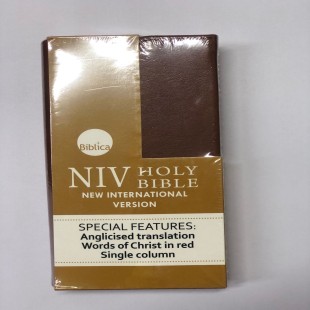 Biblica
NIV HOLY BIBLE
NEW INTERNATIONAL
VERSION
SPECIAL FEATURES:
Anglicised translation
Words of Christ in red
Single column